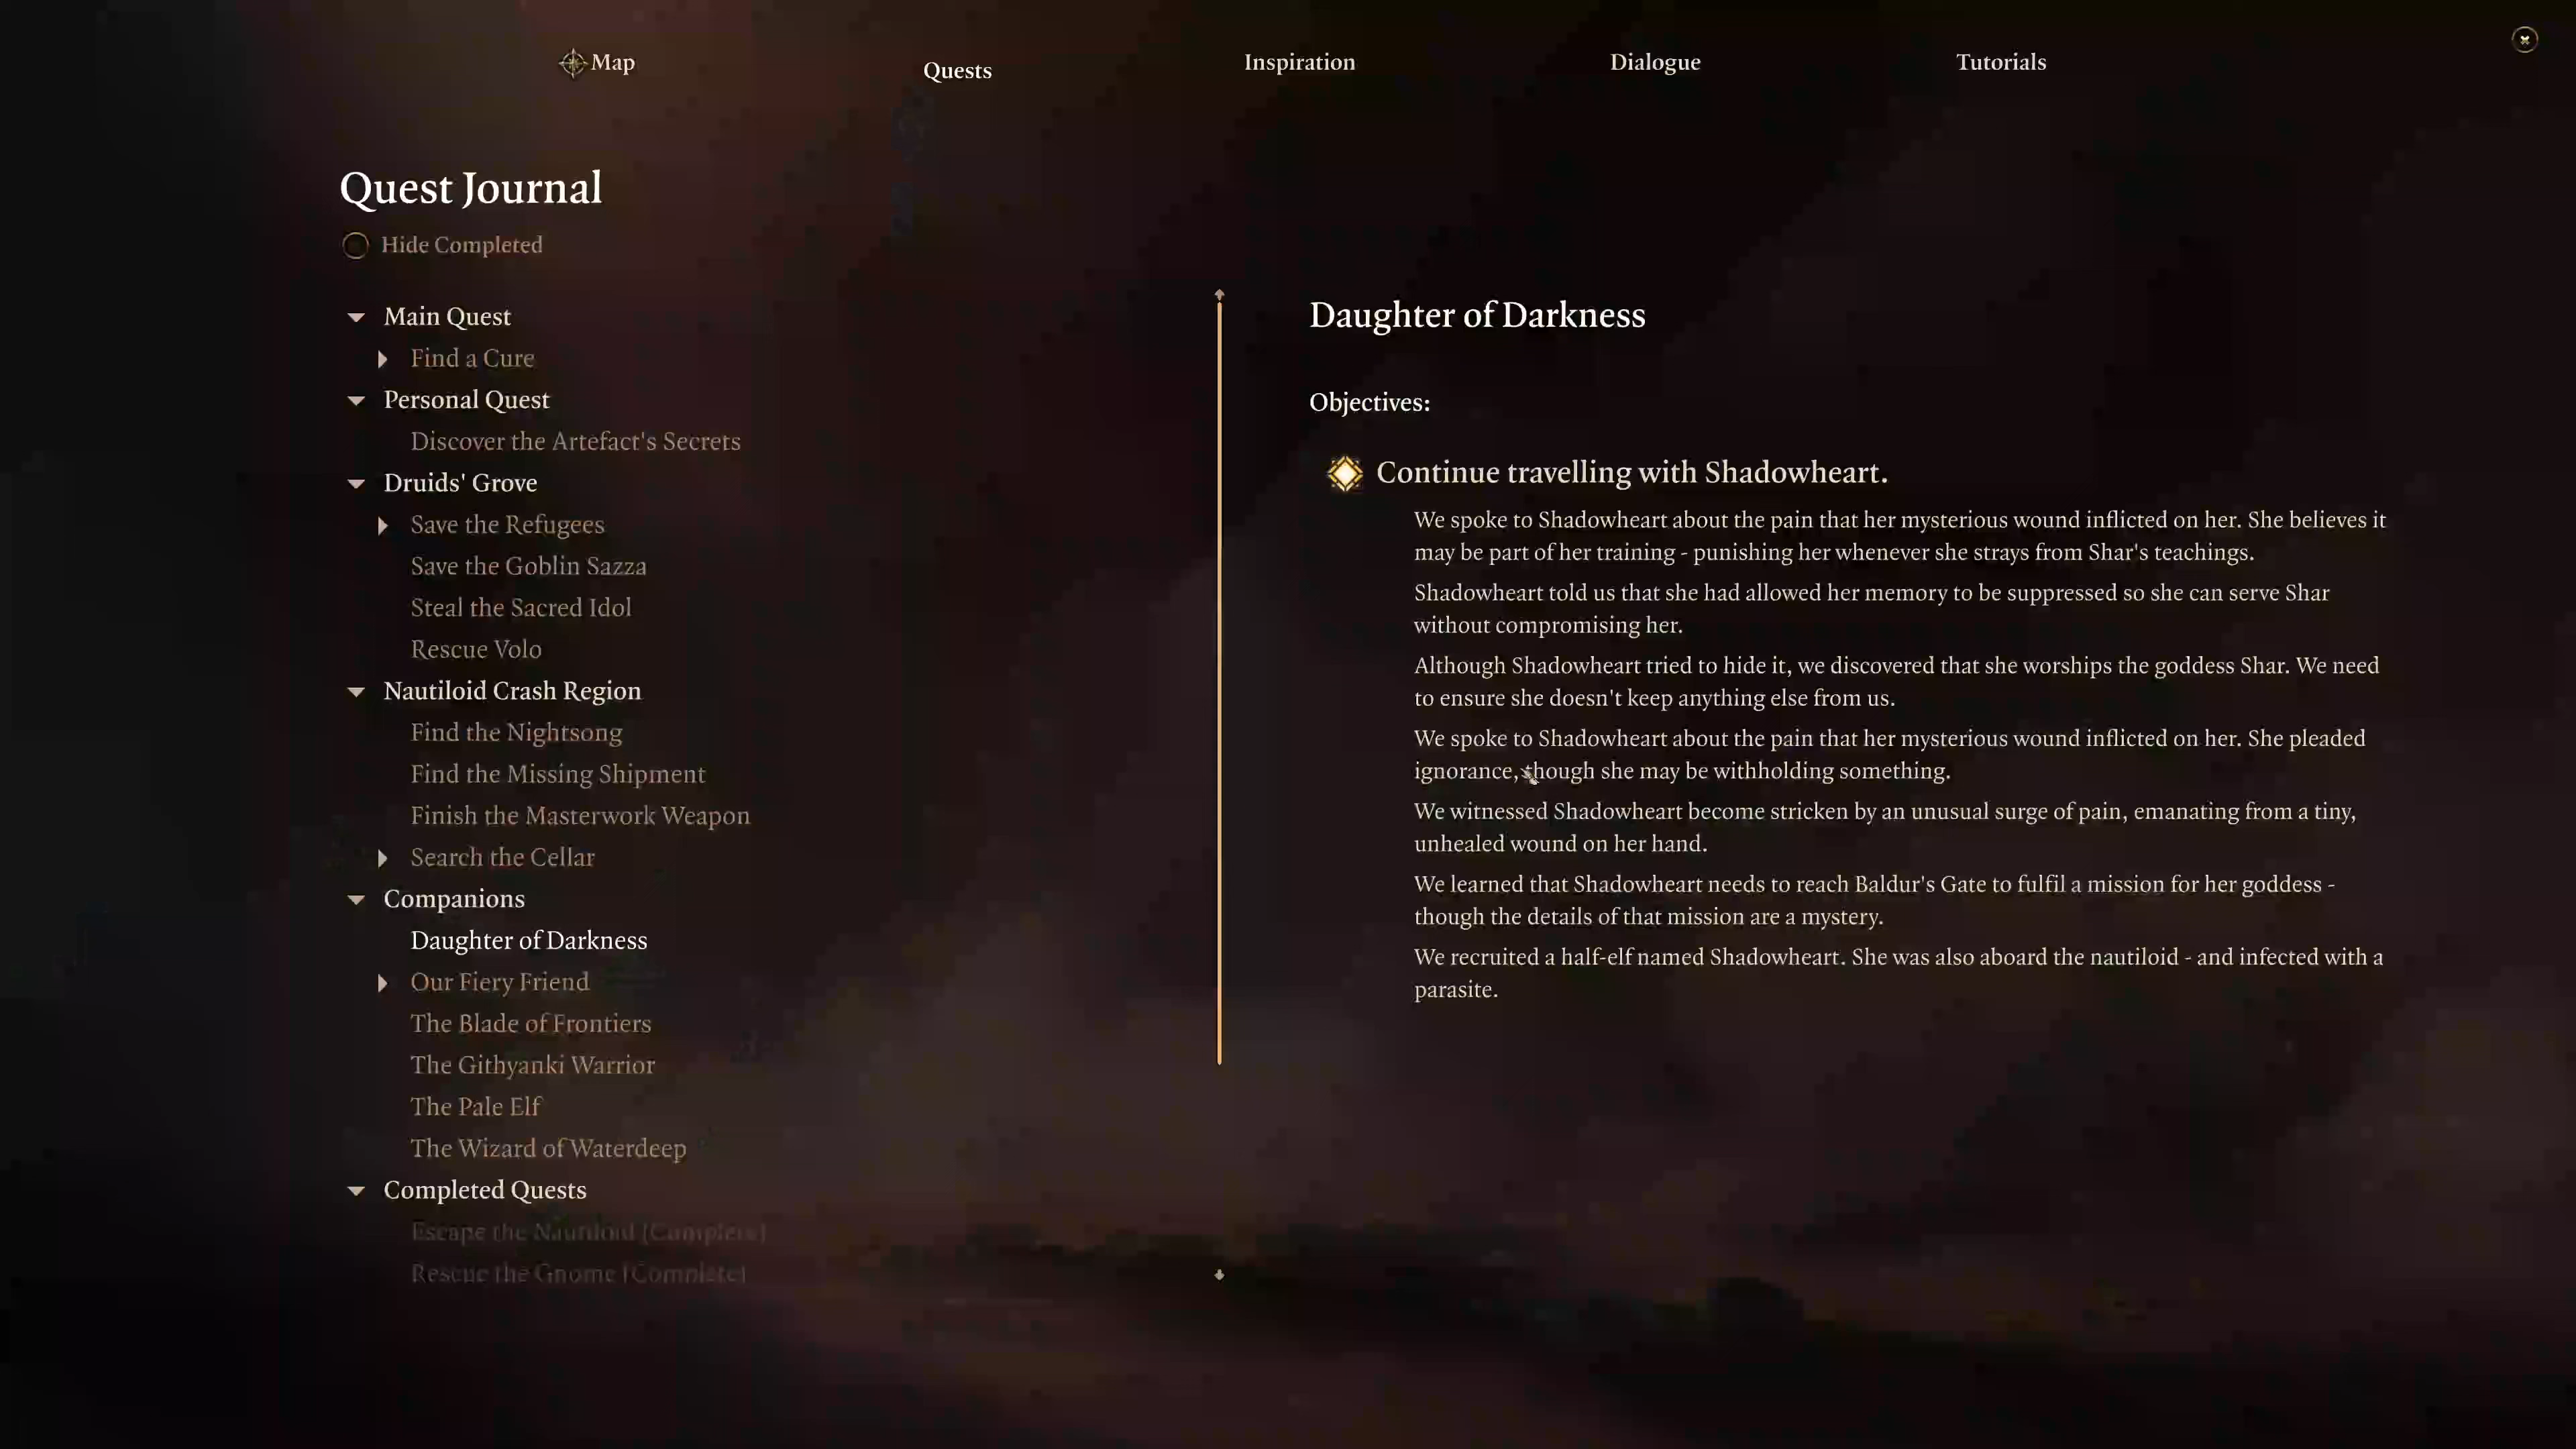 Map
Quests
Inspiration
Dialogue
Tutorials
Quest Journal
Hide Completed
Main Quest
Find a Cure
Personal Quest
Discover the Artefact's Secrets
Druids' Grove
Save the Refugees
Save the Goblin Sazza
Steal the Sacred Idol
Rescue Volo
Nautiloid Crash Region
Find the Nightsong
Find the Missing Shipment
Finish the Masterwork Weapon
Search the Cellar
Companions
Daughter of Darkness
Our Fiery Friend
The Blade of Frontiers
The Githyanki Warrior
The Pale Elf
The Wizard of Waterdeep
Completed Quests
Escape the Nautiloid [Complete]
Rescue the Gnome [Complete]
Daughter of Darkness
Objectives:
Continue travelling with Shadowheart.
We spoke to Shadowheart about the pain that her mysterious wound inflicted on her. She believes it
may be part of her training - punishing her whenever she strays from Shar's teachings.
Shadowheart told us that she had allowed her memory to be suppressed so she can serve Shar
without compromising her.
Although Shadowheart tried to hide it, we discovered that she worships the goddess Shar. We need
to ensure she doesn't keep anything else from us.
We spoke to Shadowheart about the pain that her mysterious wound inflicted on her. She pleaded
ignorance, though she may be withholding something.
We witnessed Shadowheart become stricken by an unusual surge of pain, emanating from a tiny,
unhealed wound on her hand.
We learned that Shadowheart needs to reach Baldur's Gate to fulfil a mission for her goddess -
though the details of that mission are a mystery.
We recruited a half-elf named Shadowheart. She was also aboard the nautiloid - and infected with a
parasite.